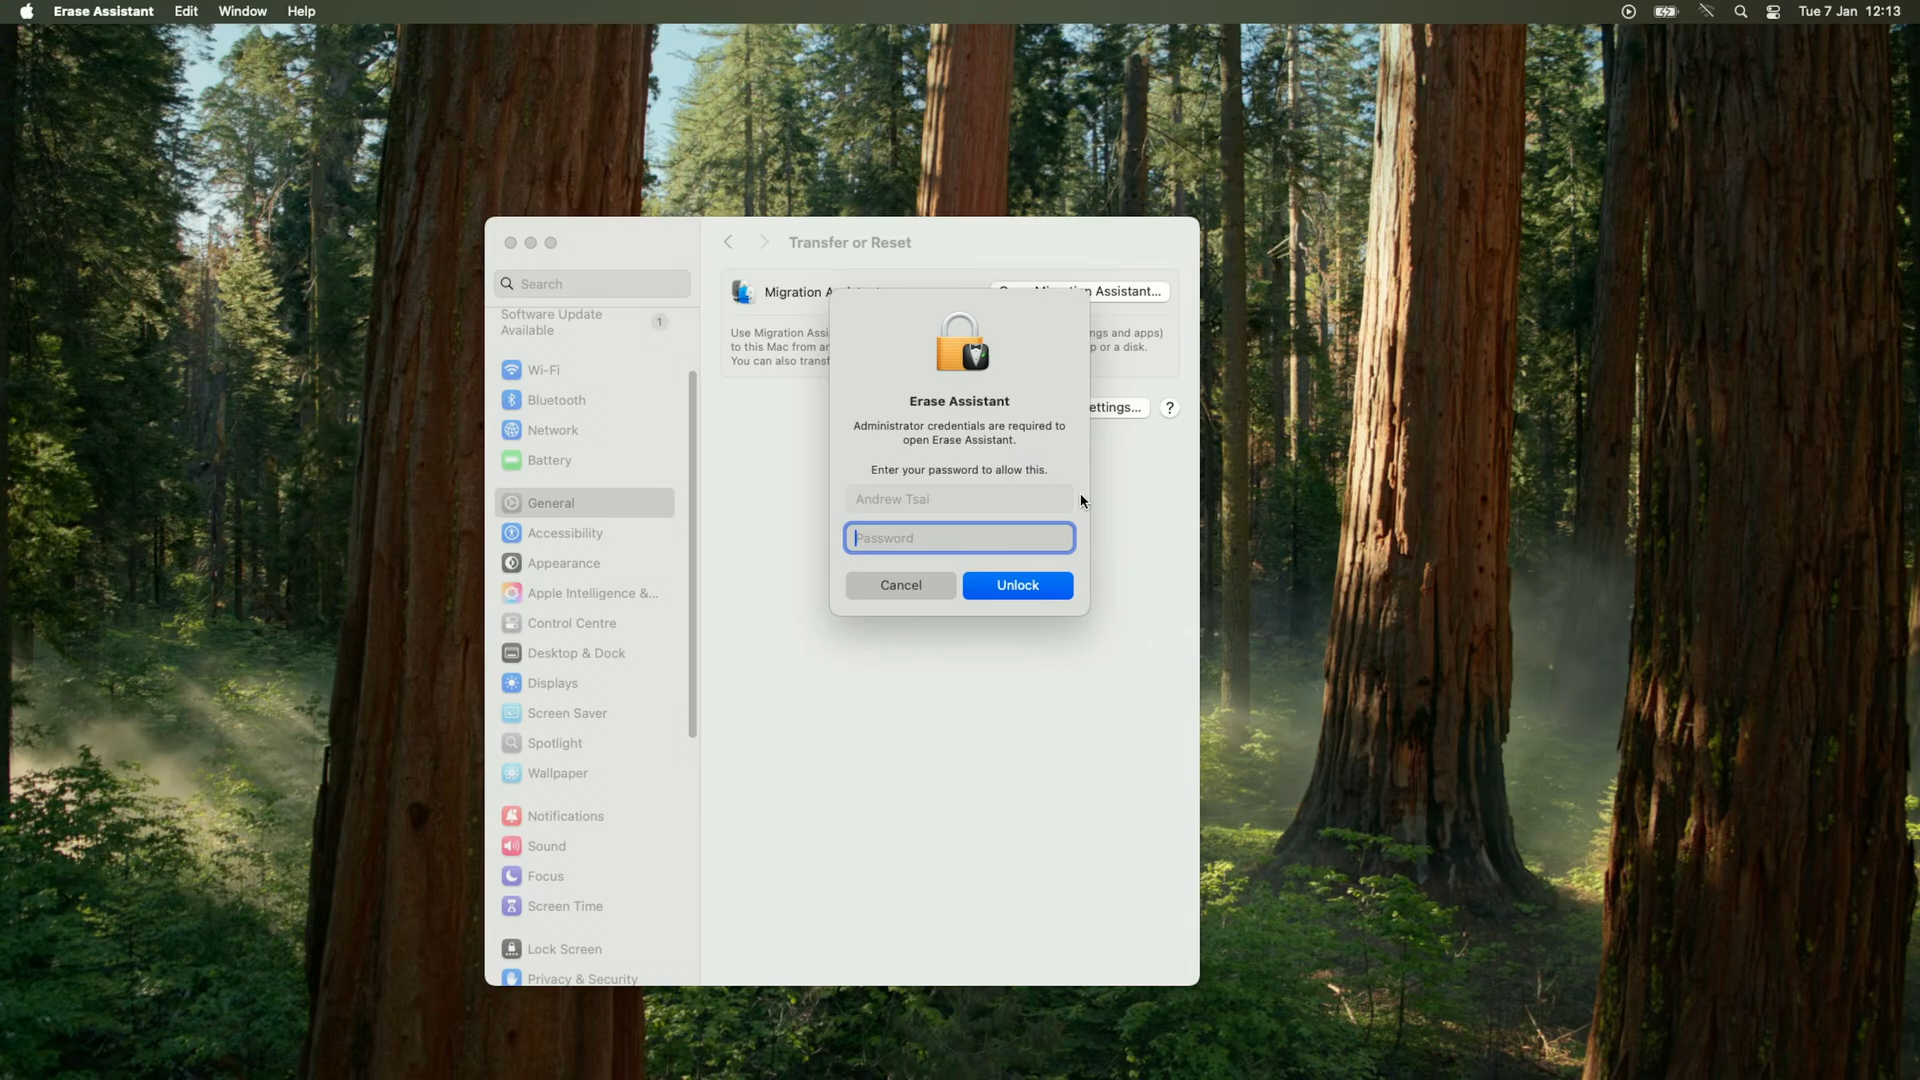 Erase Assistant Edit Window Help Tue 7 Jan 12:13
Transfer or Reset
Search
Software Update
Available
1
Wi-Fi
Bluetooth
Network
Battery
General
Accessibility
Appearance
Apple Intelligence &...
Control Centre
Desktop & Dock
Displays
Screen Saver
Spotlight
Wallpaper
Notifications
Sound
Focus
Screen Time
Lock Screen
Privacy & Security
Migration Assistant...
Use Migration Assi ngs and apps)
to this Mac from an p or a disk.
You can also transf
ettings... ?
Erase Assistant
Administrator credentials are required to
open Erase Assistant.
Enter your password to allow this.
Andrew Tsai
Password
Cancel Unlock